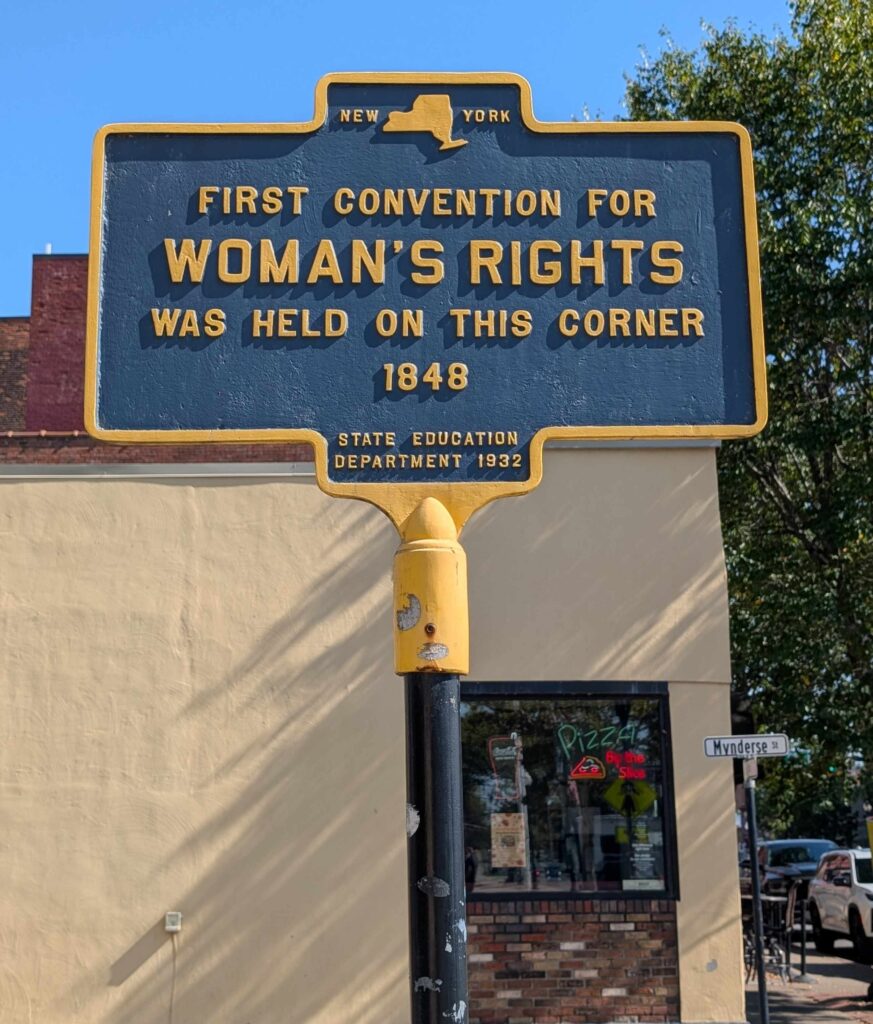 NEW YORK
FIRST CONVENTION FOR
WOMAN'S RIGHTS
WAS HELD ON THIS CORNER
1848
STATE EDUCATION
DEPARTMENT 1932
Mynderse St
Pizza
By the
Slice